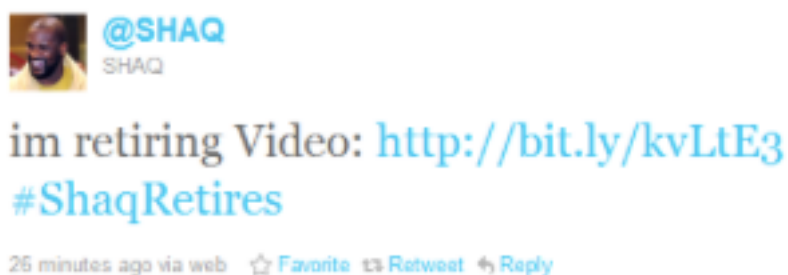 @SHAQ
SHAQ
im retiring Video: http://bit.ly/kvLtE3
#ShaqRetires
26 minutes ago via web Favorite Retweet Reply